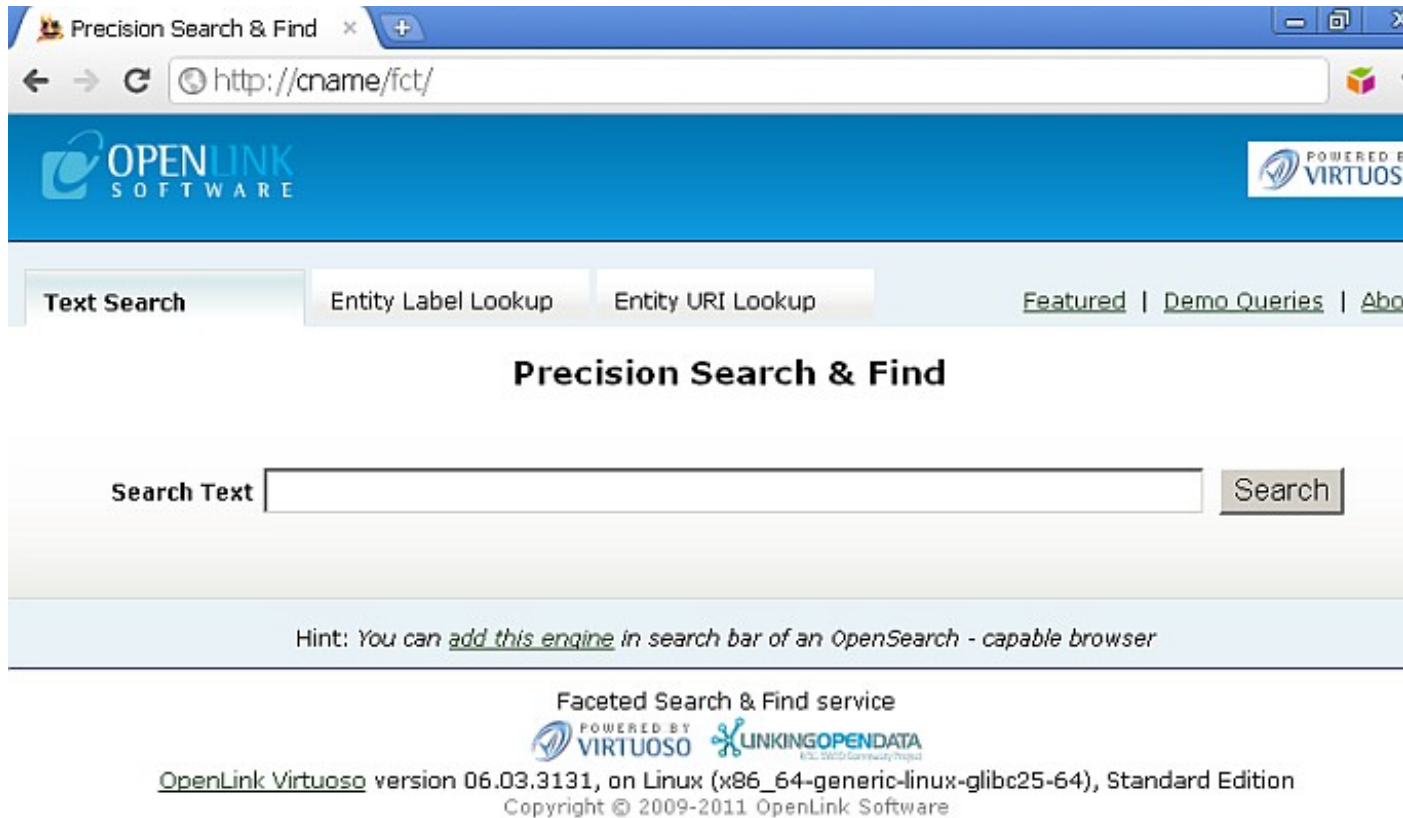 Precision Search & Find
http://cname/fct/
OPENLINK
SOFTWARE
POWERED
VIRTUOS
Text Search
Entity Label Lookup
Entity URI Lookup
Featured | Demo Queries | Abo
Precision Search & Find
Search Text
Search
Hint: You can add this engine in search bar of an OpenSearch - capable browser
Faceted Search & Find service
POWERED BY
VIRTUOSO
LINKINGOPENDATA
OpenLink Virtuoso version 06.03.3131, on Linux (x86_64-generic-linux-glibc25-64), Standard Edition
Copyright © 2009-2011 OpenLink Software